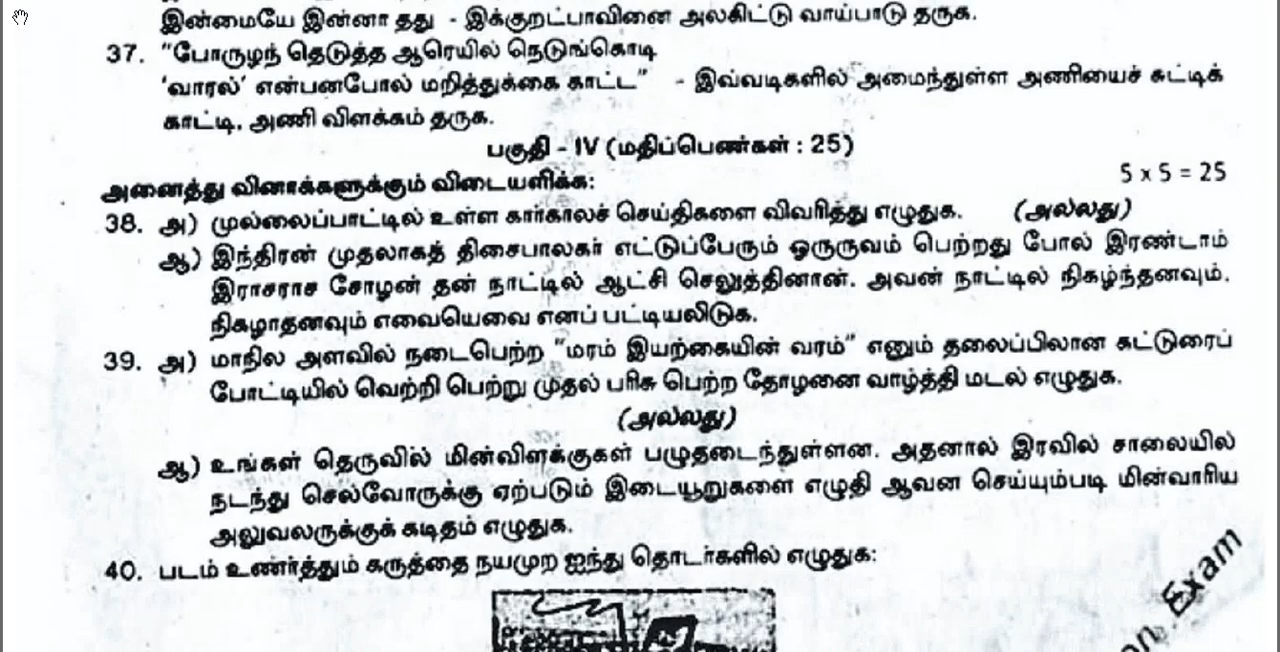 இன்மையே இன்னா தது - இக்குறட்பாவினை அலகிட்டு வாய்பாடு தருக.
37. "போருழந் தெடுத்த ஆரெயில் நெடுங்கொடி
'வாரல்' என்பனபோல் மறித்துக்கை காட்ட" - இவ்வடிகளில் அமைந்துள்ள அணியைச் சுட்டிக்
காட்டி, அணி விளக்கம் தருக.
பகுதி - IV (மதிப்பெண்கள் : 25)
அனைத்து வினாக்களுக்கும் விடையளிக்க: 5 x 5 = 25
38. அ) முல்லைப்பாட்டில் உள்ள கார்காலச் செய்திகளை விவரித்து எழுதுக. (அல்லது)
ஆ) இந்திரன் முதலாகத் திசைபாலகர் எட்டுப்பேரும் ஒருருவம் பெற்றது போல் இரண்டாம்
இராசராச சோழன் தன் நாட்டில் ஆட்சி செலுத்தினான். அவன் நாட்டில் நிகழ்ந்தனவும்,
நிகழாதனவும் எவையெவை எனப் பட்டியலிடுக.
39. அ) மாநில அளவில் நடைபெற்ற "மரம் இயற்கையின் வரம்" எனும் தலைப்பிலான கட்டுரைப்
போட்டியில் வெற்றி பெற்று முதல் பரிசு பெற்ற தோழனை வாழ்த்தி மடல் எழுதுக.
(அல்லது)
ஆ) உங்கள் தெருவில் மின்விளக்குகள் பழுதடைந்துள்ளன. அதனால் இரவில் சாலையில்
நடந்து செல்வோருக்கு ஏற்படும் இடையூறுகளை எழுதி ஆவன செய்யும்படி மின்வாரிய
அலுவலருக்குக் கடிதம் எழுதுக.
40. படம் உணர்த்தும் கருத்தை நயமுற ஐந்து தொடர்களில் எழுதுக:
on Exam